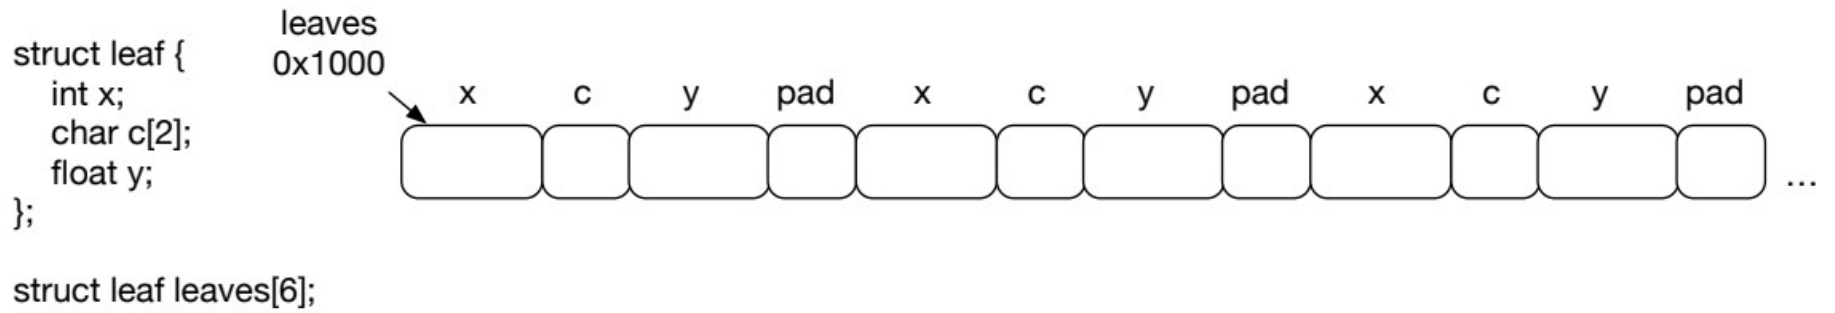 struct leaf {
int x;
char c[2];
float y;
};
struct leaf leaves[6];
leaves
0x1000
x c y pad x c y pad x c y pad
...